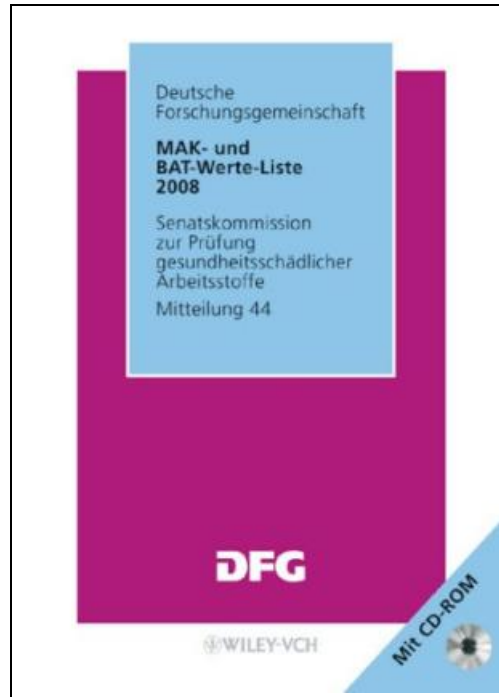 Deutsche
Forschungsgemeinschaft
MAK- und
BAT-Werte-Liste
2008
Senatskommission
zur Prüfung
gesundheitsschädlicher
Arbeitsstoffe
Mitteilung 44
DFG
WILEY-VCH
Mit CD-ROM